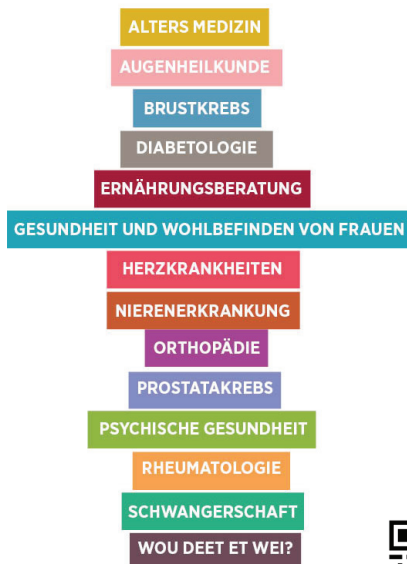 ALTERS MEDIZIN
AUGENHEILKUNDE
BRUSTKREBS
DIABETOLOGIE
ERNÄHRUNGSBERATUNG
GESUNDHEIT UND WOHLBEFINDEN VON FRAUEN
HERZKRANKHEITEN
NIERENERKRANKUNG
ORTHOPÄDIE
PROSTATAKREBS
PSYCHISCHE GESUNDHEIT
RHEUMATOLOGIE
SCHWANGERSCHAFT
WOU DEET ET WEI?